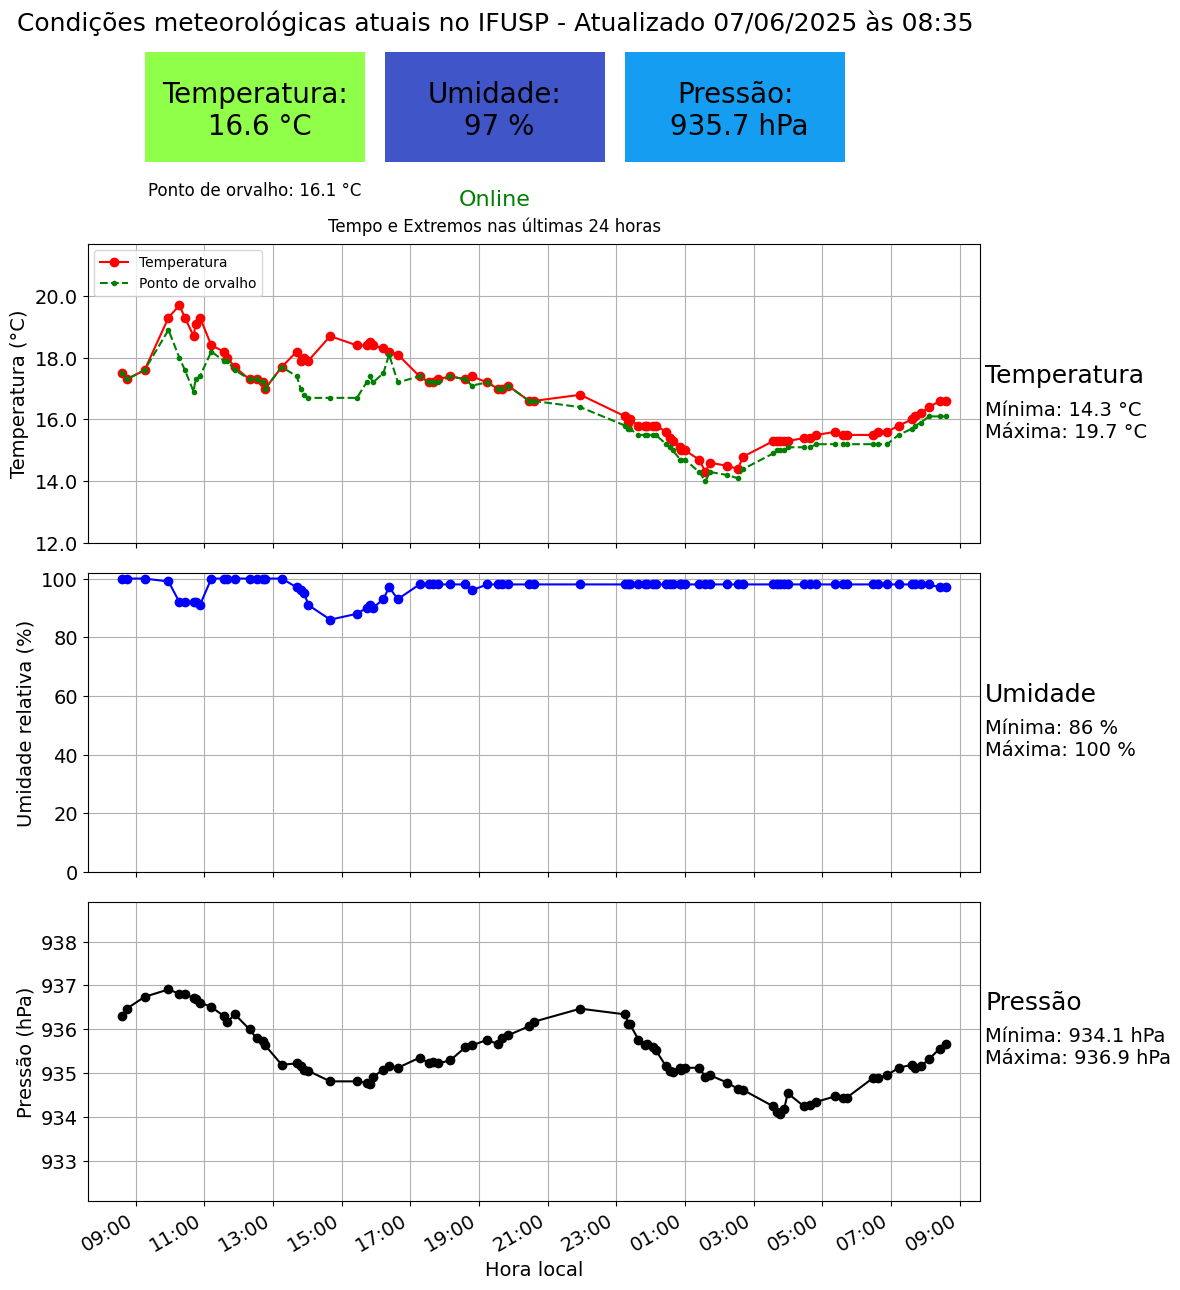 Condições meteorológicas atuais no IFUSP - Atualizado 07/06/2025 às 08:35
Temperatura:
16.6 °C
Umidade:
97 %
Pressão:
935.7 hPa
Ponto de orvalho: 16.1 °C
Online
Tempo e Extremos nas últimas 24 horas
Temperatura
Ponto de orvalho
Temperatura (°C)
20.0
18.0
16.0
14.0
12.0
Temperatura
Mínima: 14.3 °C
Máxima: 19.7 °C
Umidade relativa (%)
100
80
60
40
20
0
Umidade
Mínima: 86 %
Máxima: 100 %
Pressão (hPa)
938
937
936
935
934
933
Pressão
Mínima: 934.1 hPa
Máxima: 936.9 hPa
09:00
11:00
13:00
15:00
17:00
19:00
21:00
23:00
01:00
03:00
05:00
07:00
09:00
Hora local